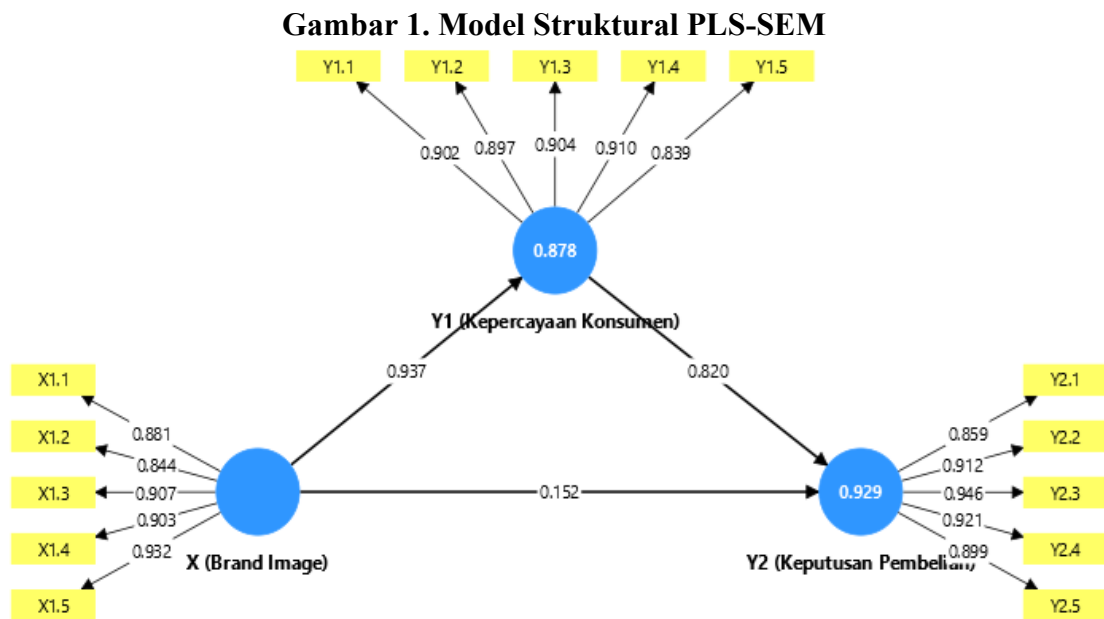 Gambar 1. Model Struktural PLS-SEM
Y1.1 Y1.2 Y1.3 Y1.4 Y1.5
0.902 0.897 0.904 0.910 0.839
0.878
Y1 (Kepercayaan Konsumen)
0.937 0.820
X1.1
X1.2
X1.3
X1.4
X1.5
0.881
0.844
0.907
0.903
0.932
X (Brand Image)
0.152
0.929
Y2 (Keputusan Pembelian)
0.859
0.912
0.946
0.921
0.899
Y2.1
Y2.2
Y2.3
Y2.4
Y2.5